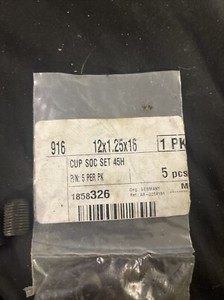 916 12x1.25x16 1 PK
CUP SOC SET 45H
P/N: 5 PER PK 5 pcs
1858326